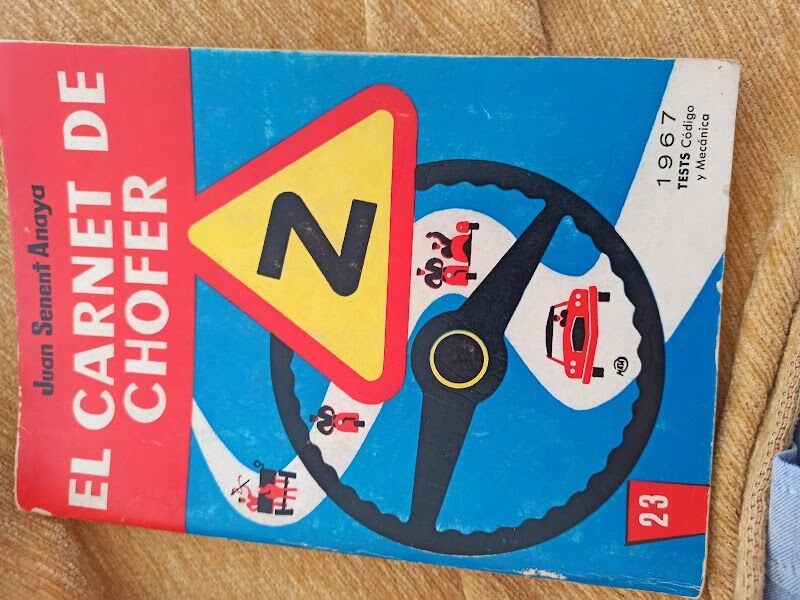 Juan Senent Anaya
EL CARNET DE
CHOFER
1967
TESTS Código
y Mecánica
23